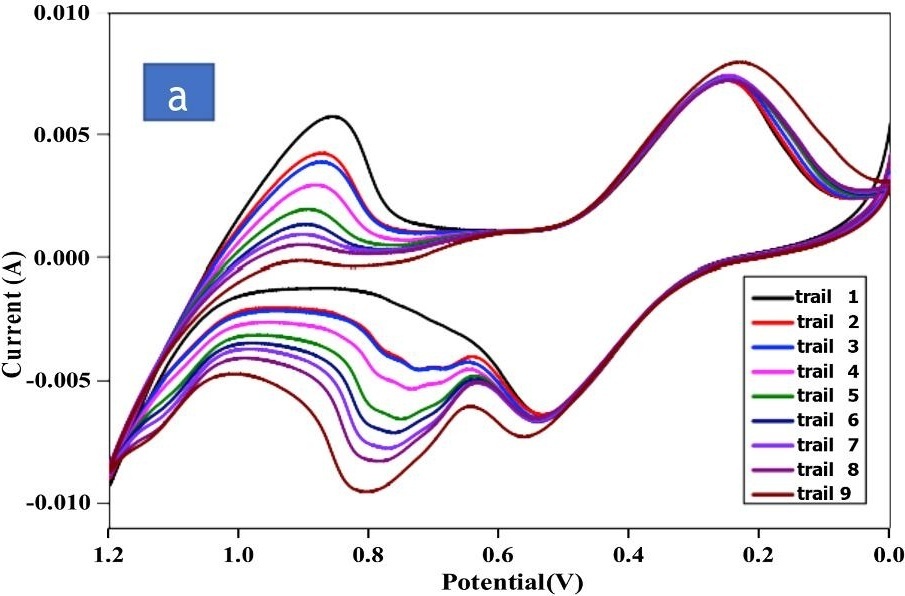 0.010
a
0.005
0.000
Current (A)
-0.005
-0.010
trail 1
trail 2
trail 3
trail 4
trail 5
trail 6
trail 7
trail 8
trail 9
1.2 1.0 0.8 0.6 0.4 0.2 0.0
Potential(V)